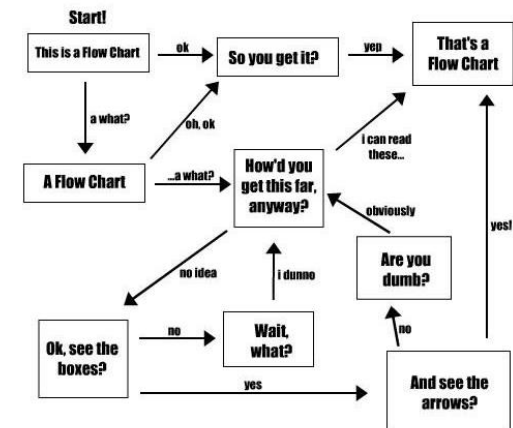 Start!
This is a Flow Chart
ok
So you get it?
yep
That's a
Flow Chart
a what?
oh, ok
i can read
these...
A Flow Chart
...a what?
How'd you
get this far,
anyway?
obviously
yes!
Are you
dumb?
no idea
i dunno
no
Ok, see the
boxes?
no
Wait,
what?
yes
And see the
arrows?